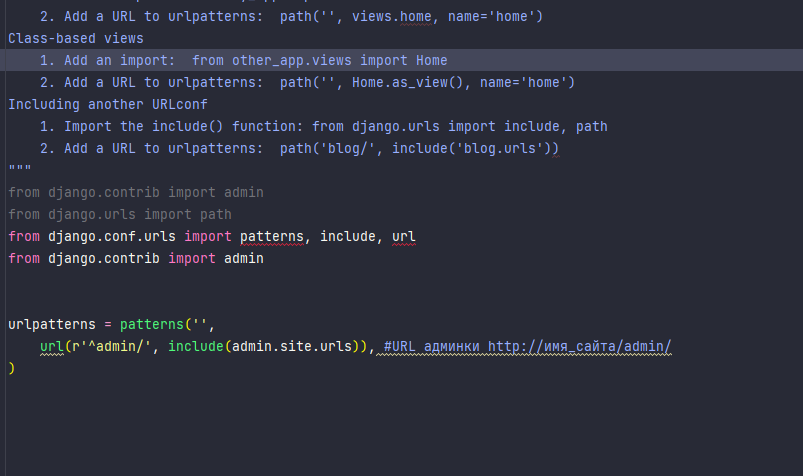 2. Add a URL to urlpatterns:  path('', views.home, name='home')
Class-based views
    1. Add an import:  from other_app.views import Home
    2. Add a URL to urlpatterns:  path('', Home.as_view(), name='home')
Including another URLconf
    1. Import the include() function: from django.urls import include, path
    2. Add a URL to urlpatterns:  path('blog/', include('blog.urls'))
"""
from django.contrib import admin
from django.urls import path
from django.conf.urls import patterns, include, url
from django.contrib import admin
urlpatterns = patterns('',
    url(r'^admin/', include(admin.site.urls)), #URL админки http://имя_сайта/admin/
)